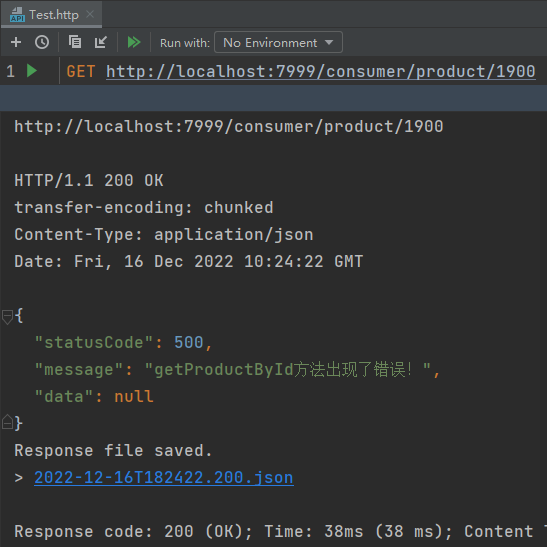 Test.http
API
Run with: No Environment
1 GET http://localhost:7999/consumer/product/1900
http://localhost:7999/consumer/product/1900
HTTP/1.1 200 OK
transfer-encoding: chunked
Content-Type: application/json
Date: Fri, 16 Dec 2022 10:24:22 GMT
{
"statusCode": 500,
"message": "getProductById方法出现了错误！",
"data": null
}
Response file saved.
> 2022-12-16T182422.200.json
Response code: 200 (OK); Time: 38ms (38 ms); Content